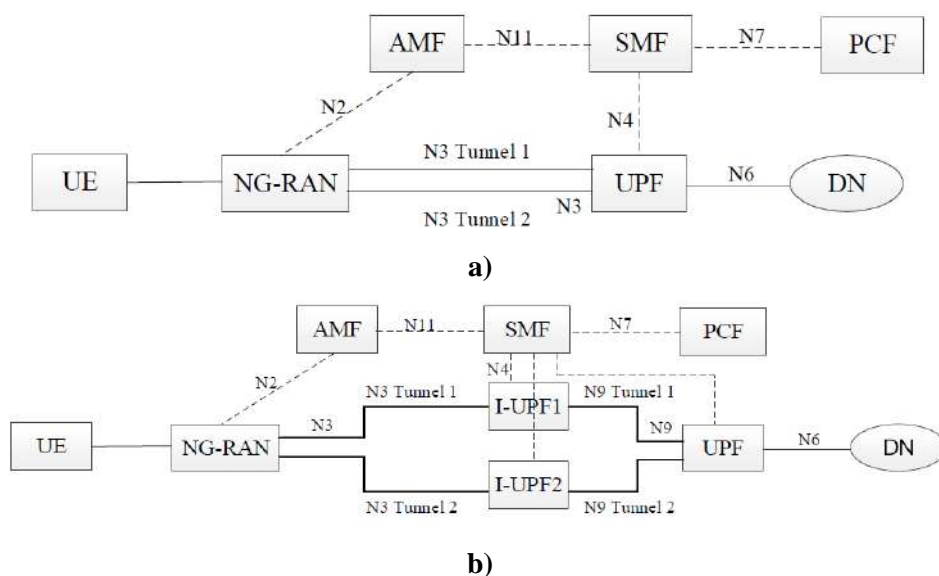 AMF N11 SMF N7 PCF
N2
N4
N3 Tunnel 1
UE NG-RAN UPF N6 DN
N3
N3 Tunnel 2
a)
AMF N11 SMF N7 PCF
N2 N4
N3 Tunnel 1 I-UPF1 N9 Tunnel 1
N3 N9
UE NG-RAN UPF N6 DN
I-UPF2
N3 Tunnel 2 N9 Tunnel 2
b)